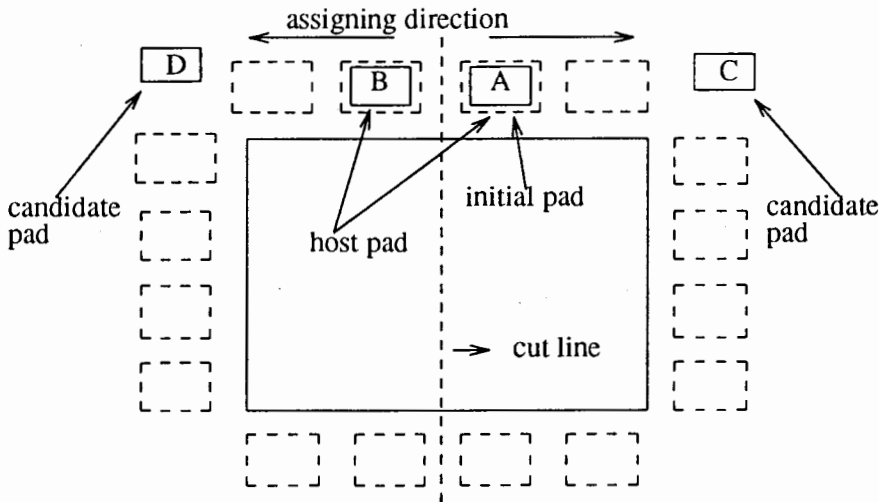 assigning direction
D
B
A
C
candidate
pad
host pad
initial pad
candidate
pad
cut line